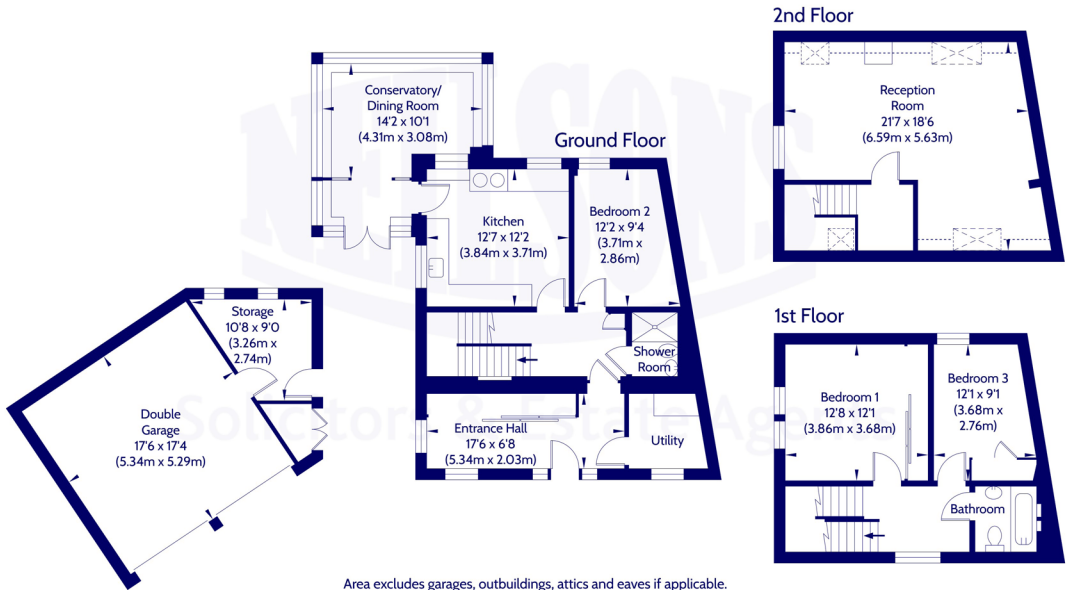 2nd Floor
Reception
Room
21'7 x 18'6
(6.59m x 5.63m)
Conservatory/
Dining Room
14'2 x 10'1
(4.31m x 3.08m)
Ground Floor
Kitchen
12'7 x 12'2
(3.84m x 3.71m)
Bedroom 2
12'2 x 9'4
(3.71m x
2.86m)
Shower
Room
Entrance Hall
17'6 x 6'8
(5.34m x 2.03m)
Utility
Storage
10'8 x 9'0
(3.26m x
2.74m)
Double
Garage
17'6 x 17'4
(5.34m x 5.29m)
1st Floor
Bedroom 1
12'8 x 12'1
(3.86m x 3.68m)
Bedroom 3
12'1 x 9'1
(3.68m x
2.76m)
Bathroom
NELSONS
Solicitors & Estate Agents
Area excludes garages, outbuildings, attics and eaves if applicable.